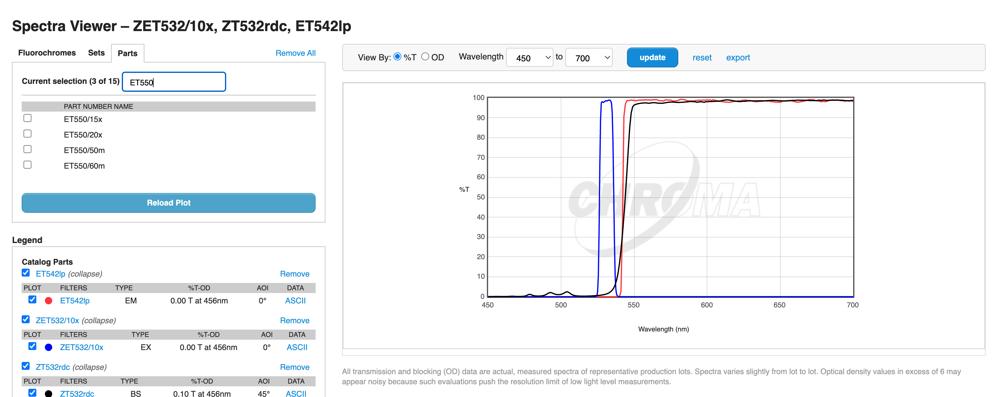 Spectra Viewer – ZET532/10x, ZT532rdc, ET542lp
Fluorochromes Sets Parts Remove All
Current selection (3 of 15) ET550
PART NUMBER NAME
ET550/15x
ET550/20x
ET550/50m
ET550/60m
Reload Plot
Legend
Catalog Parts
ET542lp (collapse) Remove
PLOT FILTERS TYPE %T-OD AOI DATA
ET542lp EM 0.00 T at 456nm 0° ASCII
ZET532/10x (collapse) Remove
PLOT FILTERS TYPE %T-OD AOI DATA
ZET532/10x EX 0.00 T at 456nm 0° ASCII
ZT532rdc (collapse) Remove
PLOT FILTERS TYPE %T-OD AOI DATA
ZT532rdc BS 0.10 T at 456nm 45° ASCII
View By: %T OD Wavelength 450 to 700 update reset export
100
90
80
70
60
50
40
30
20
10
0
%T
CHROMA
450 500 550 600 650 700
Wavelength (nm)
All transmission and blocking (OD) data are actual, measured spectra of representative production lots. Spectra varies slightly from lot to lot. Optical density values in excess of 6 may
appear noisy because such evaluations push the resolution limit of low light level measurements.